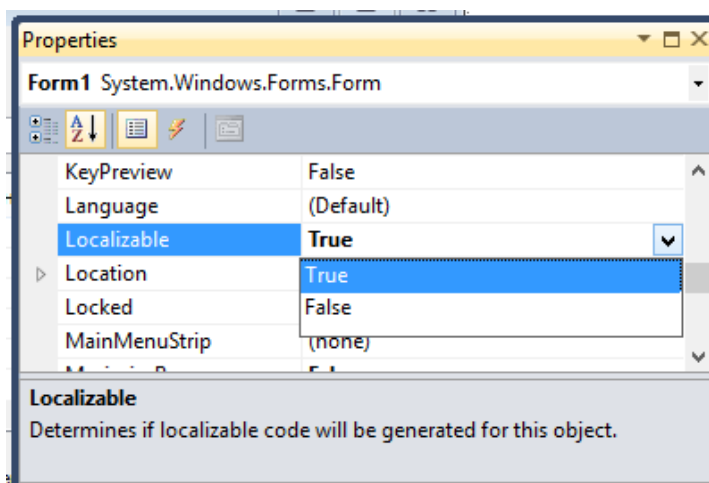 Properties
Form1 System.Windows.Forms.Form
KeyPreview False
Language (Default)
Localizable True
Location True
Locked False
MainMenuStrip (none)
Localizable
Determines if localizable code will be generated for this object.